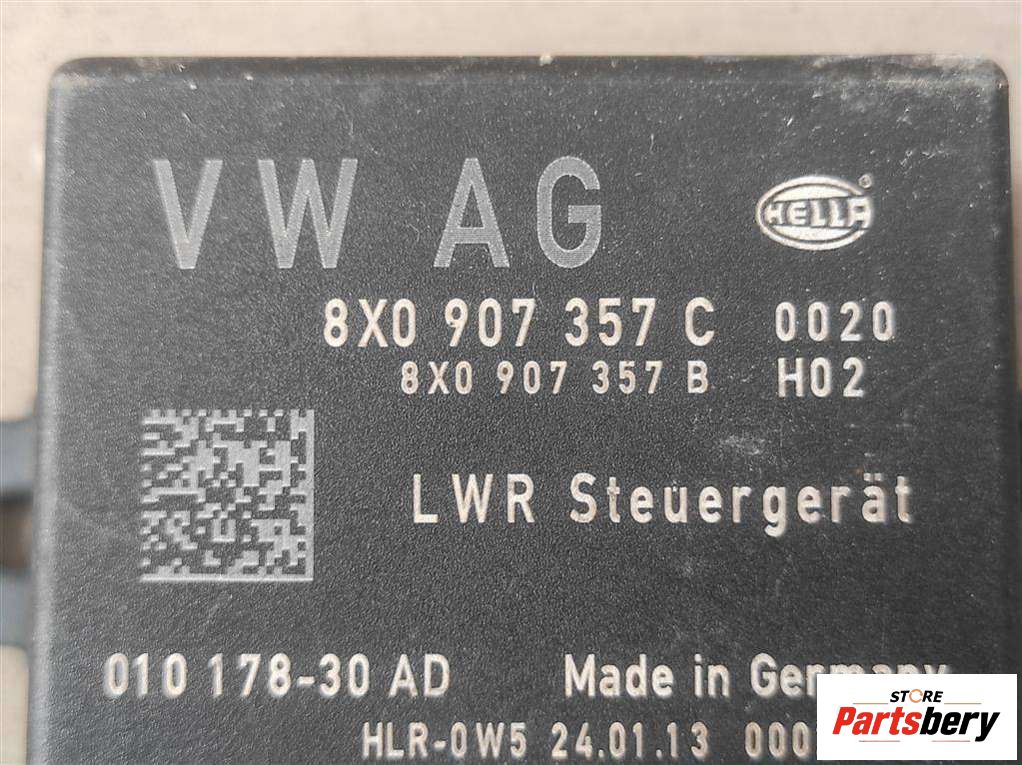 VW AG
HELLA
8X0 907 357 C 0020
8X0 907 357 B H02
LWR Steuergerät
010 178-30 AD Made in Germany
HLR-0W5 24.01.13 000
STORE
Partsbery